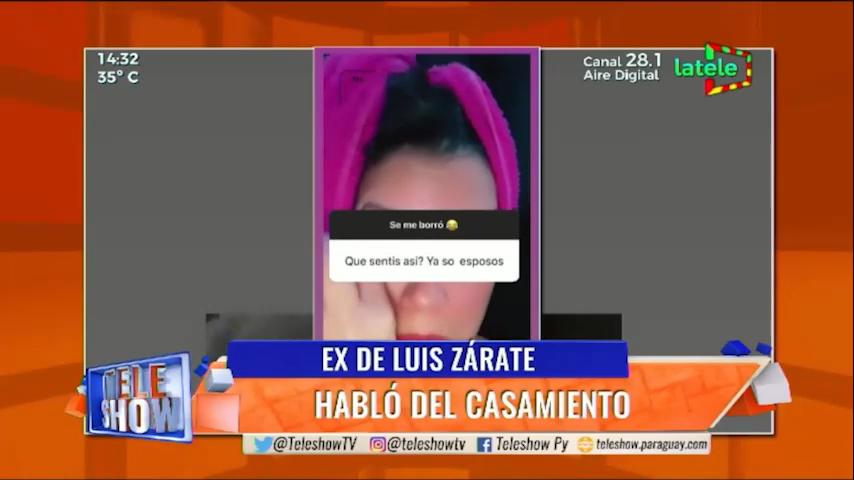 14:32
35° C
Canal 28.1
Aire Digital
latele
Se me borró 😂
Que sentis asi? Ya so esposos
EX DE LUIS ZÁRATE
HABLÓ DEL CASAMIENTO
TELE
SHOW
@TeleshowTV @teleshowtv Teleshow Py teleshow.paraguay.com